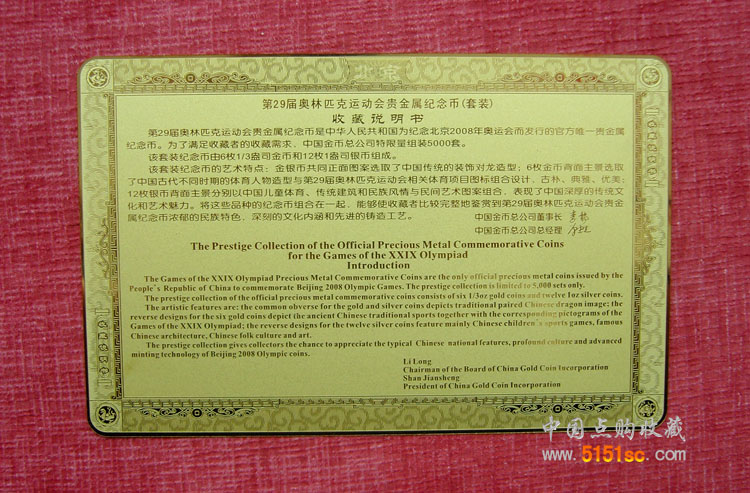 第29届奥林匹克运动会贵金属纪念币(套装)
收藏说明书
第29届奥林匹克运动会贵金属纪念币是中华人民共和国为纪念北京2008年奥运会而发行的官方唯一贵金属
纪念币。为了满足收藏者的收藏需求、中国金币总公司特限量组装5000套。
该套装纪念币由6枚1/3盎司金币和12枚1盎司银币组成。
该套装纪念币的艺术特点：金银币共同正面图案选取了中国传统的装饰对龙造型；6枚金币背面主景选取
了中国古代不同时期的体育人物造型与第29届奥林匹克运动会相关体育项目图标组合设计、古朴、典雅、优美；
12枚银币背面主景分别以中国儿童体育、传统建筑和民族风情与民间艺术图案组合、表现了中国深厚的传统文
化和艺术魅力。将这些品种的纪念币组合在一起、能够使收藏者比较完整地鉴赏到第29届奥林匹克运动会贵金
属纪念币浓郁的民族特色、深刻的文化内涵和先进的铸造工艺。
中国金币总公司董事长
中国金币总公司总经理
The Prestige Collection of the Official Precious Metal Commemorative Coins
for the Games of the XXIX Olympiad
Introduction
The Games of the XXIX Olympiad Precious Metal Commemorative Coins are the only official precious metal coins issued by the
People's Republic of China to commemorate Beijing 2008 Olympic Games. The prestige collection is limited to 5,000 sets only.
The prestige collection of the official precious metal commemorative coins consists of six 1/3oz gold coins and twelve 1oz silver coins.
The artistic features are: the common obverse for the gold and silver coins depicts traditional paired Chinese dragon image; the
reverse designs for the six gold coins depict the ancient Chinese traditional sports together with the corresponding pictograms of the
Games of the XXIX Olympiad; the reverse designs for the twelve silver coins feature mainly Chinese children's sports games, famous
Chinese architecture, Chinese folk culture and art.
The prestige collection gives collectors the chance to appreciate the typical Chinese national features, profound culture and advanced
minting technology of Beijing 2008 Olympic coins.
Li Long
Chairman of the Board of China Gold Coin Incorporation
Shan Jiansheng
President of China Gold Coin Incorporation
中国点购收藏
www.5151sc.com